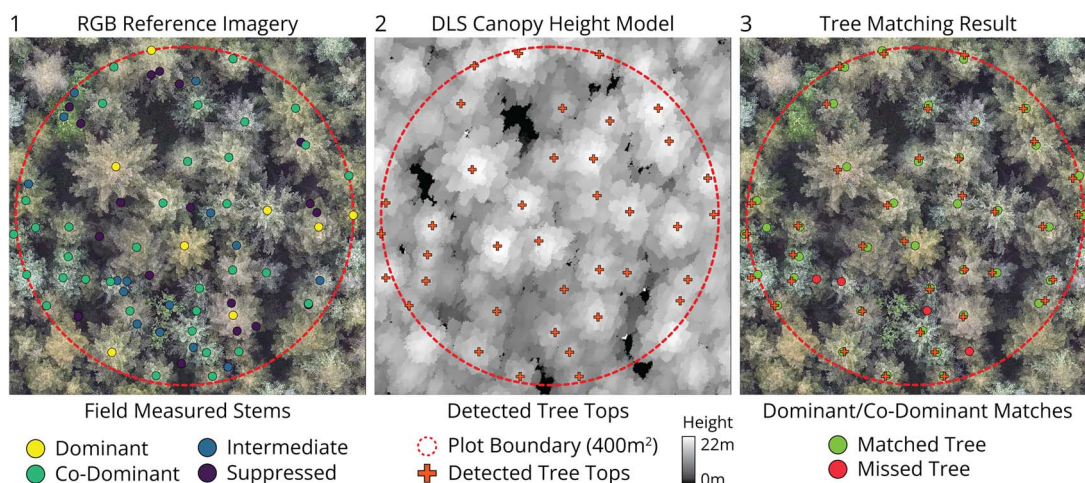 1 RGB Reference Imagery
2 DLS Canopy Height Model
3 Tree Matching Result
Field Measured Stems
Dominant
Intermediate
Co-Dominant
Suppressed
Detected Tree Tops
Plot Boundary (400m²)
Detected Tree Tops
Height
22m
0m
Dominant/Co-Dominant Matches
Matched Tree
Missed Tree